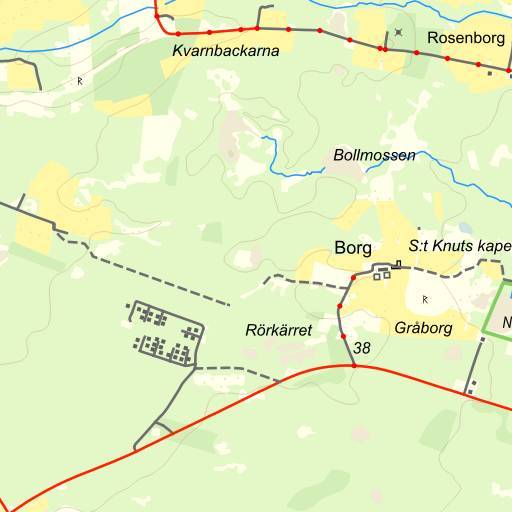 Rosenborg
Kvarnbackarna
R
Bollmossen
Borg
S:t Knuts kape
R
Rörkärret
Gråborg
N
38